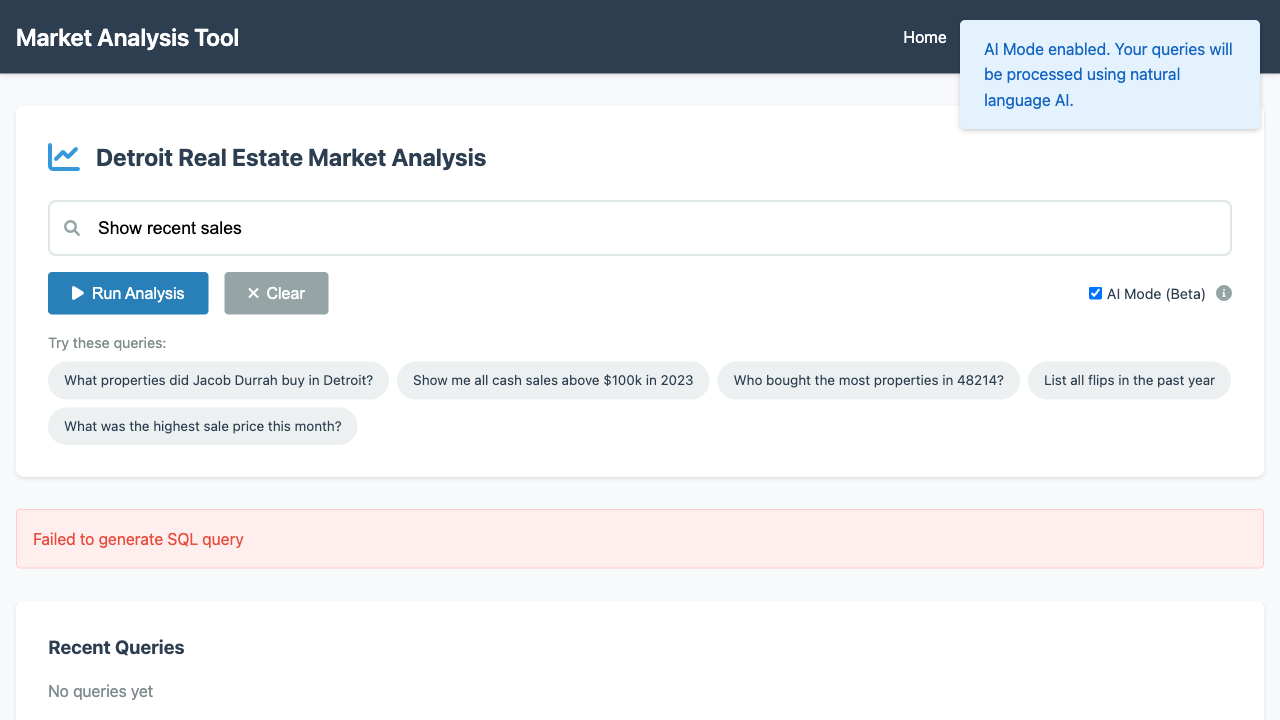 Market Analysis Tool
Home
AI Mode enabled. Your queries will
be processed using natural
language AI.
Detroit Real Estate Market Analysis
Show recent sales
Run Analysis
Clear
AI Mode (Beta)
Try these queries:
What properties did Jacob Durrah buy in Detroit?
Show me all cash sales above $100k in 2023
Who bought the most properties in 48214?
List all flips in the past year
What was the highest sale price this month?
Failed to generate SQL query
Recent Queries
No queries yet